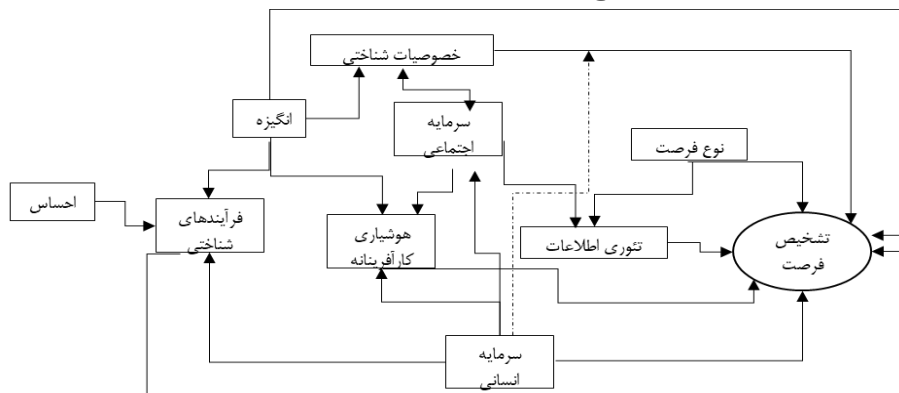 خصوصیات شناختی
انگیزه
سرمایه
اجتماعی
نوع فرصت
احساس
فرآیندهای
شناختی
هوشیاری
کارآفرینانه
تئوری اطلاعات
تشخیص
فرصت
سرمایه
انسانی